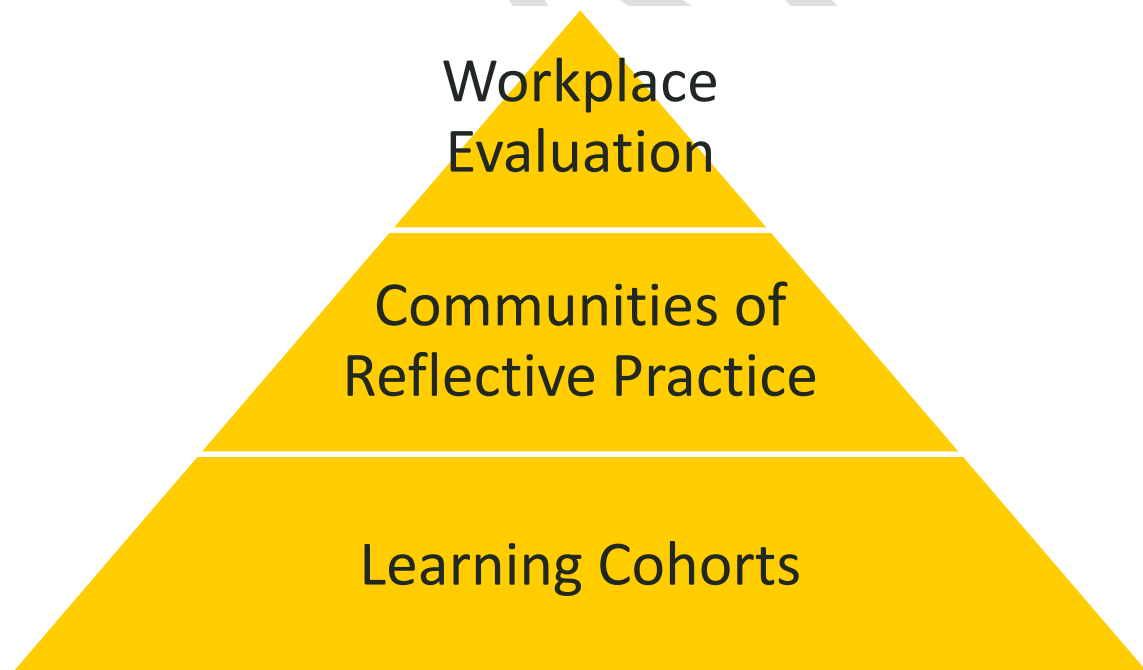 Workplace
Evaluation
Communities of
Reflective Practice
Learning Cohorts